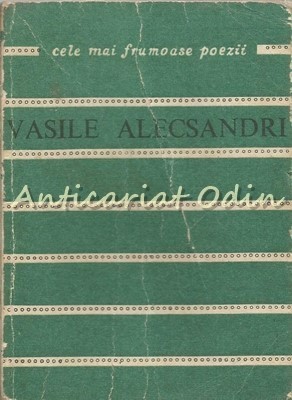 cele mai frumoase poezii
VASILE ALECSANDRI
Anticariat Odin